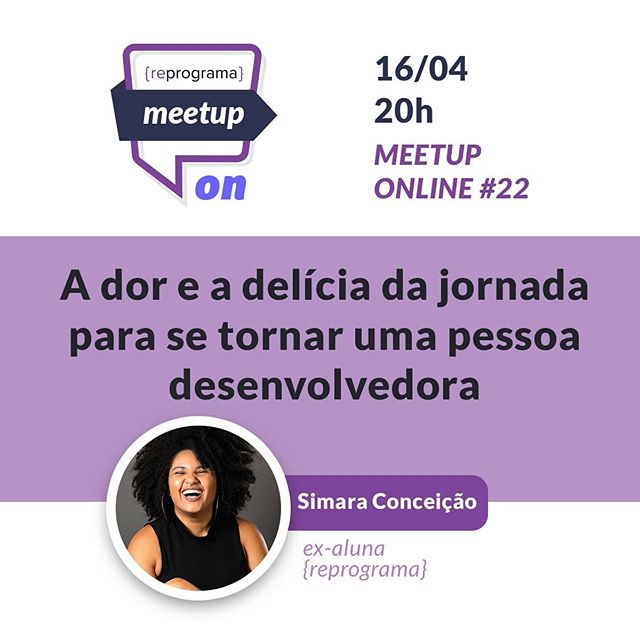 {reprograma}
meetup
on
16/04
20h
MEETUP
ONLINE #22
A dor e a delícia da jornada
para se tornar uma pessoa
desenvolvedora
Simara Conceição
ex-aluna
{reprograma}